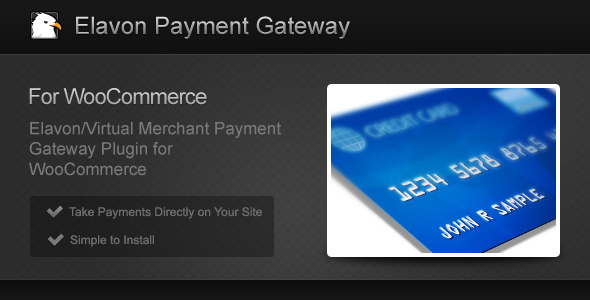 Elavon Payment Gateway
For WooCommerce
Elavon/Virtual Merchant Payment
Gateway Plugin for
WooCommerce
Take Payments Directly on Your Site
Simple to Install
CREDIT CARD
1234 5678 8765
JOHN R SAMPLE